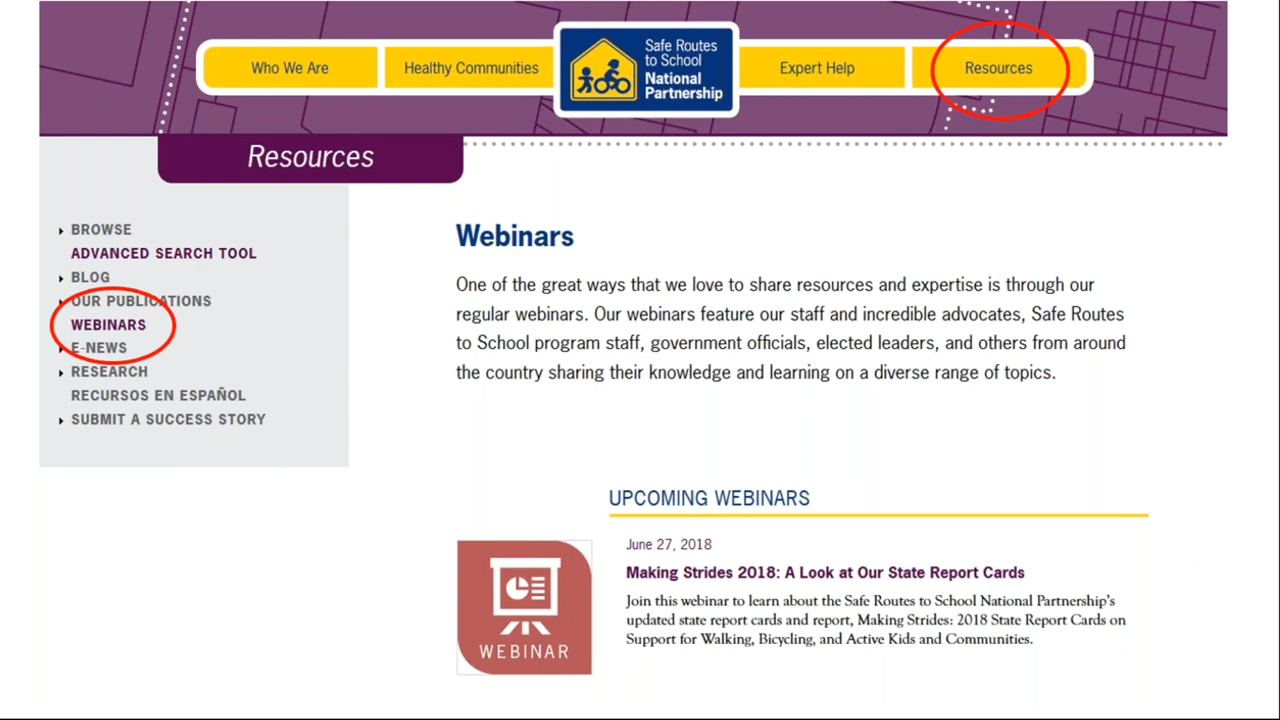 Who We Are
Healthy Communities
Safe Routes
to School
National
Partnership
Expert Help
Resources
Resources
BROWSE
ADVANCED SEARCH TOOL
BLOG
OUR PUBLICATIONS
WEBINARS
E-NEWS
RESEARCH
RECURSOS EN ESPAÑOL
SUBMIT A SUCCESS STORY
Webinars
One of the great ways that we love to share resources and expertise is through our
regular webinars. Our webinars feature our staff and incredible advocates, Safe Routes
to School program staff, government officials, elected leaders, and others from around
the country sharing their knowledge and learning on a diverse range of topics.
UPCOMING WEBINARS
WEBINAR
June 27, 2018
Making Strides 2018: A Look at Our State Report Cards
Join this webinar to learn about the Safe Routes to School National Partnership's
updated state report cards and report, Making Strides: 2018 State Report Cards on
Support for Walking, Bicycling, and Active Kids and Communities.